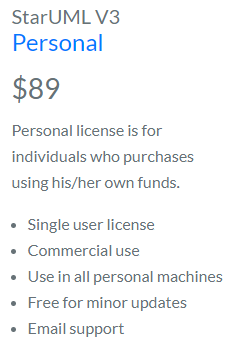 StarUML V3
Personal
$89
Personal license is for
individuals who purchases
using his/her own funds.
• Single user license
• Commercial use
• Use in all personal machines
• Free for minor updates
• Email support